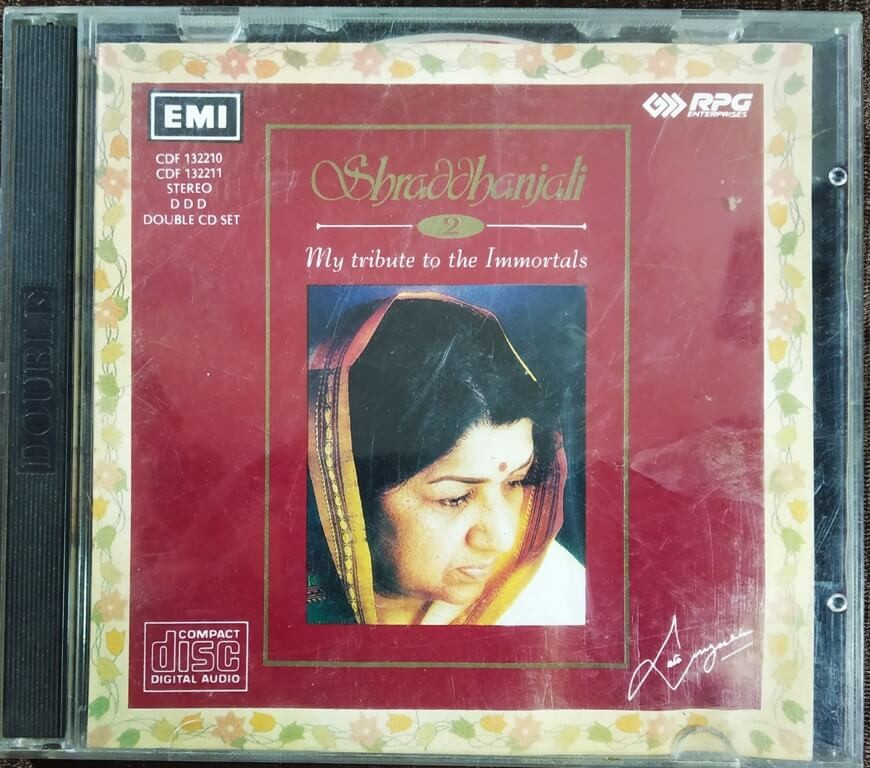 EMI
RPG
ENTERPRISES
CDF 132210
CDF 132211
STEREO
D D D
DOUBLE CD SET
Shraddhanjali
2
My tribute to the Immortals
DOUBLE
COMPACT
disc
DIGITAL AUDIO